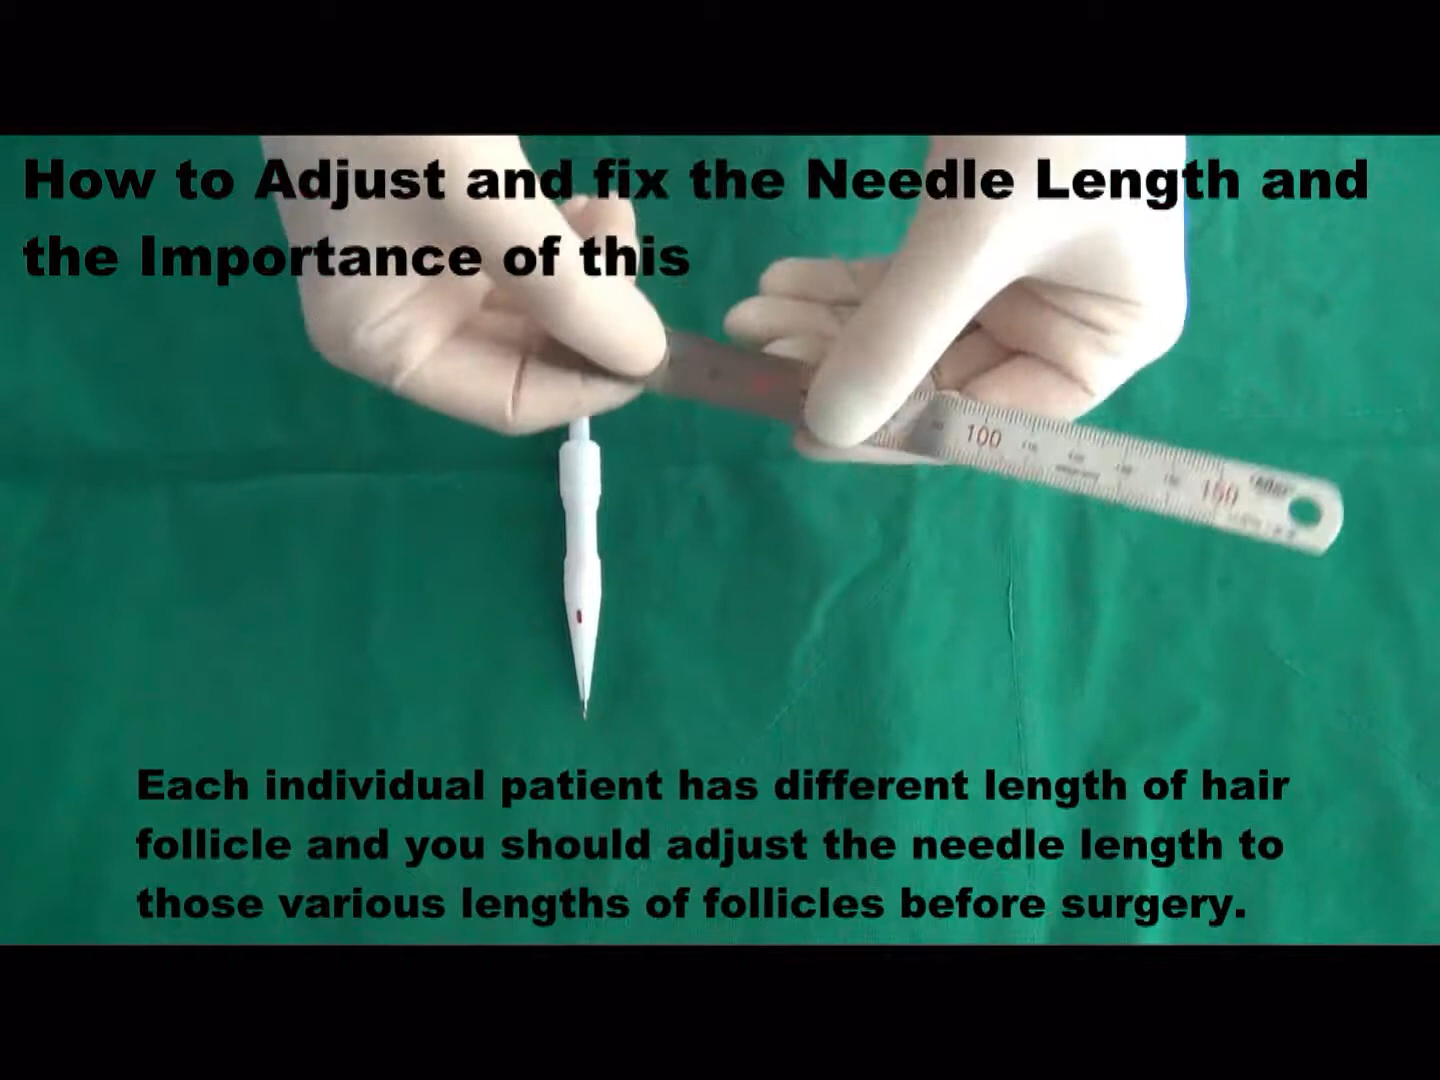 How to Adjust and fix the Needle Length and
the Importance of this
100
150
Each individual patient has different length of hair
follicle and you should adjust the needle length to
those various lengths of follicles before surgery.